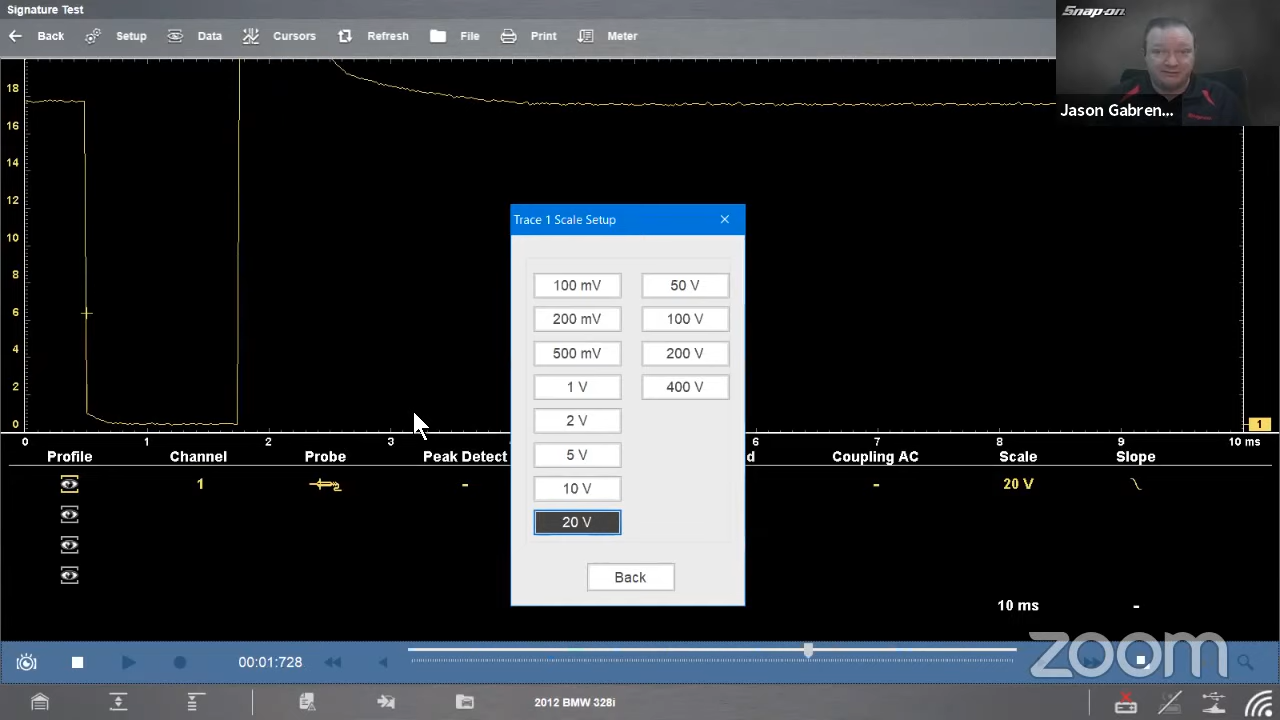 Signature Test
Back Setup Data Cursors Refresh File Print Meter
Snap-on
Jason Gabren...
18
16
14
12
10
8
6
4
2
0
Trace 1 Scale Setup
100 mV 50 V
200 mV 100 V
500 mV 200 V
1 V 400 V
2 V
5 V
10 V
20 V
Back
1
0 1 2 3 6 7 8 9 10 ms
Profile Channel Probe Peak Detect Coupling AC Scale Slope
1 - - 20 V
10 ms -
00:01:728
zoom
2012 BMW 328i